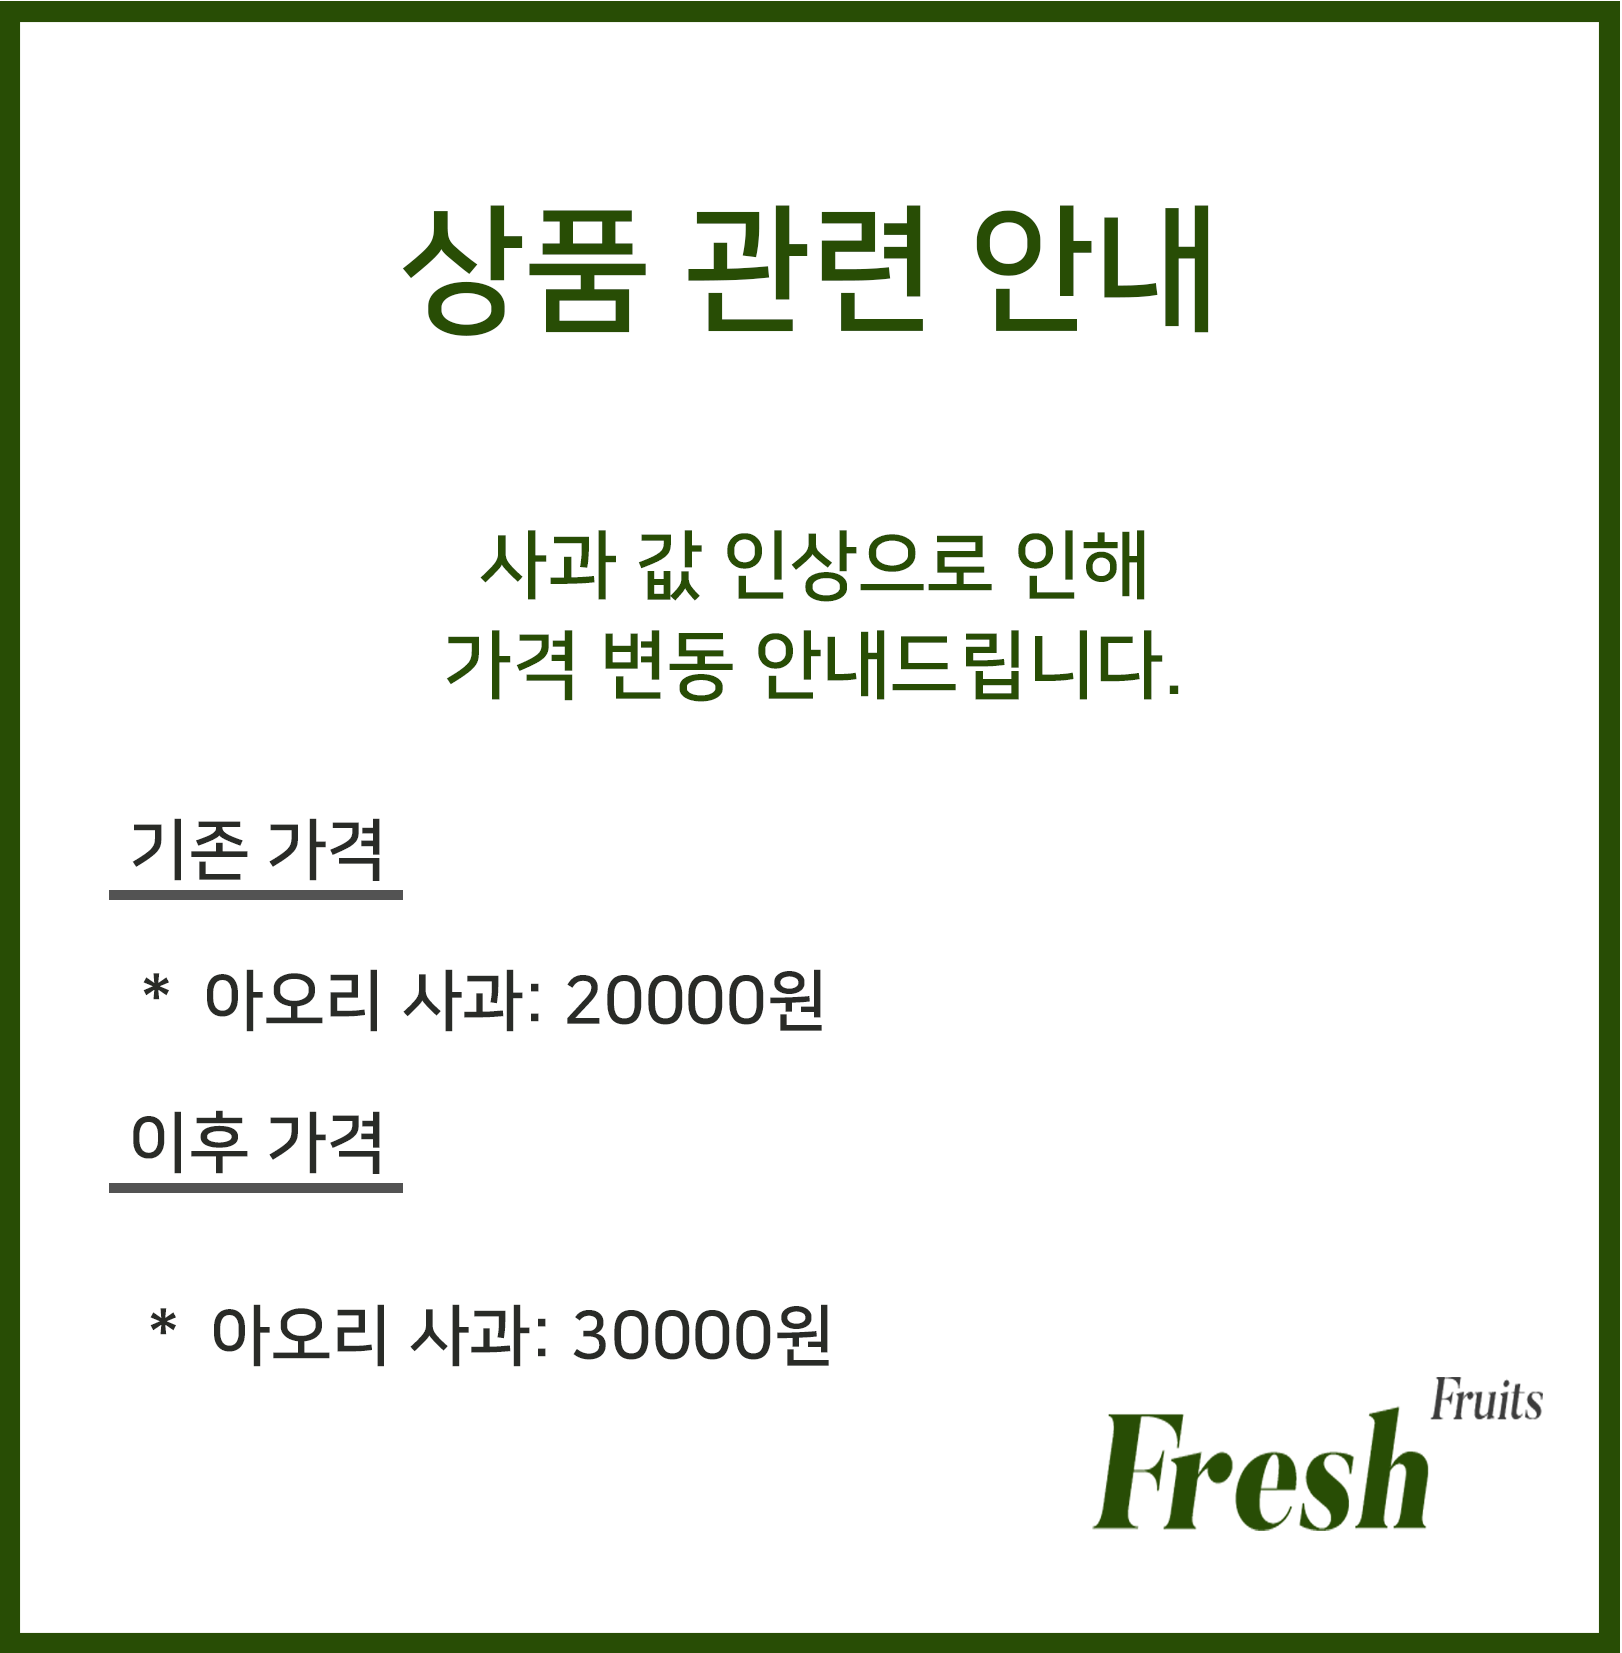 상품 관련 안내
사과 값 인상으로 인해
가격 변동 안내드립니다.
기존 가격
* 아오리 사과: 20000원
이후 가격
* 아오리 사과: 30000원
Fresh Fruits